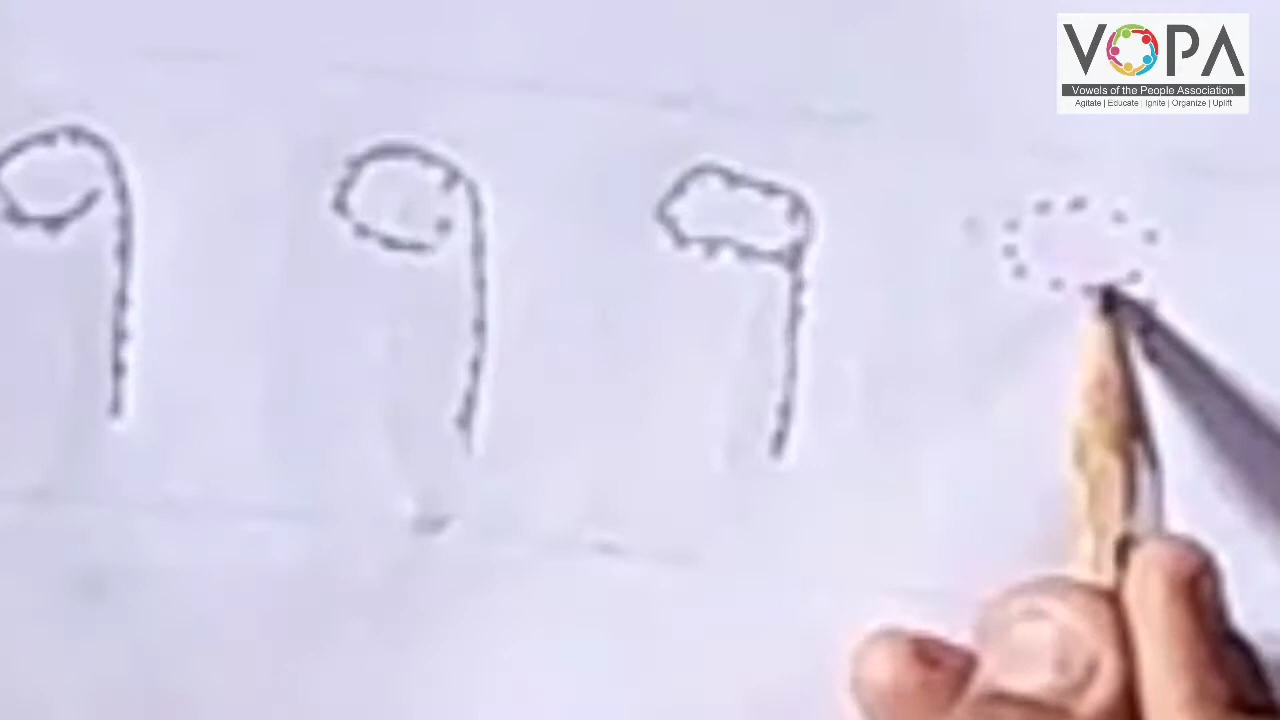 VOPA
Vowels of the People Association
Agitate | Educate | Ignite | Organize | Uplift
१ १ १